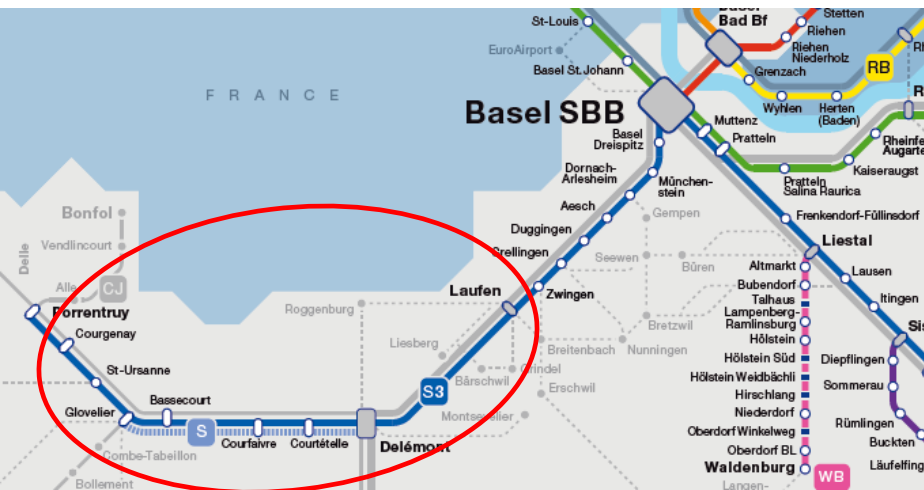 Basel
Bad Bf
Stetten
Riehen
Riehen
Niederholz
St-Louis
EuroAirport
Basel St. Johann
Grenzach
RB
Wyhlen
Herten
(Baden)
FRANCE
Basel SBB
Muttenz
Pratteln
Basel
Dreispitz
Rheinfe
Augarte
Kaiseraugst
Pratteln
Salina Raurica
Dornach-
Arlesheim
München-
stein
Aesch
Gempen
Frenkendorf-Füllinsdorf
Duggingen
Grellingen
Liestal
Seewen
Büren
Altmarkt
Lausen
Bubendorf
Talhaus
Itingen
Lampenberg-
Ramlinsburg
Hölstein
Hölstein Süd
Hölstein Weidbächli
Hirschlang
Niederdorf
Oberdorf Winkelweg
Oberdorf BL
Waldenburg
WB
Langen-
Sis
Diepflingen
Sommerau
Rümlingen
Buckten
Läufelfing
Bonfol
Vendlincourt
Delle
Alle
CJ
Porrentruy
Courgenay
St-Ursanne
Glovelier
Bassecourt
S
Courfaivre
Courtételle
Delémont
Combe-Tabeillon
Bollement
Roggenburg
Laufen
Zwingen
Liesberg
Bärschwil
Grindel
S3
Montsevelier
Erschwil
Breitenbach
Nunningen
Bretzwil